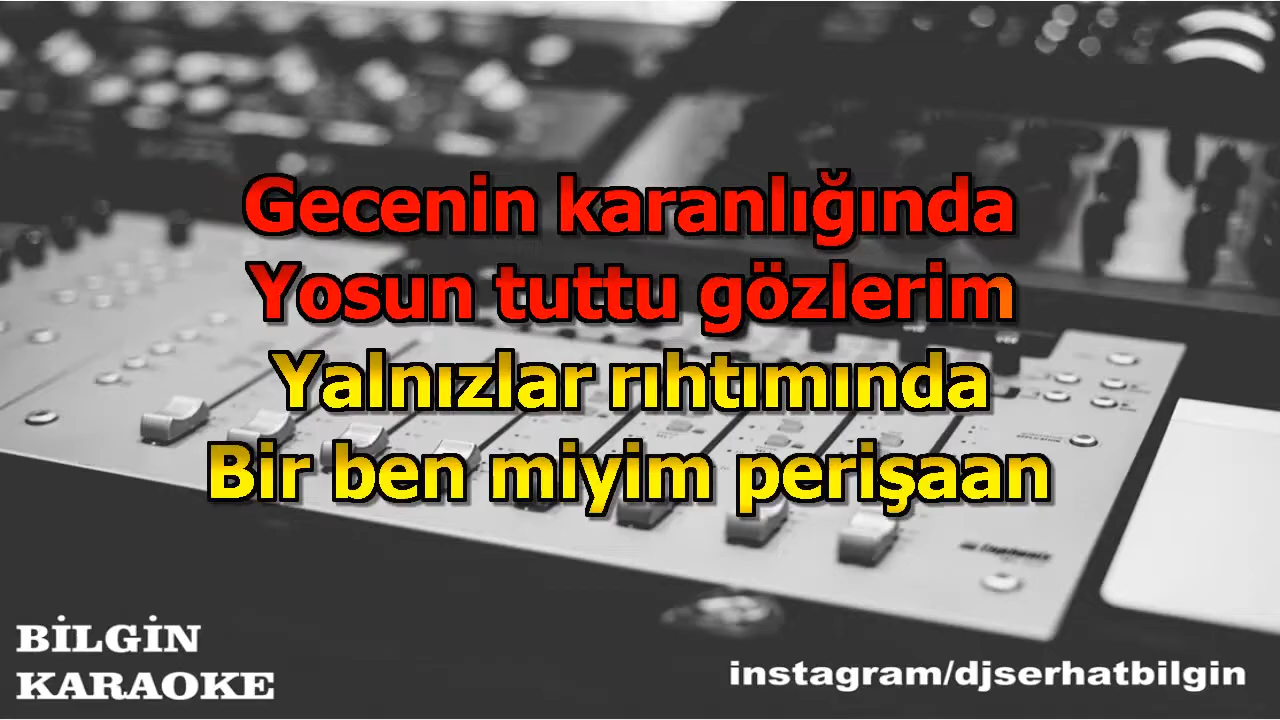 Gecenin karanlığında
Yosun tuttu gözlerim
Yalnızlar rıhtımında
Bir ben miyim perişaan
BİLGİN
KARAOKE
instagram/djserhatbilgin